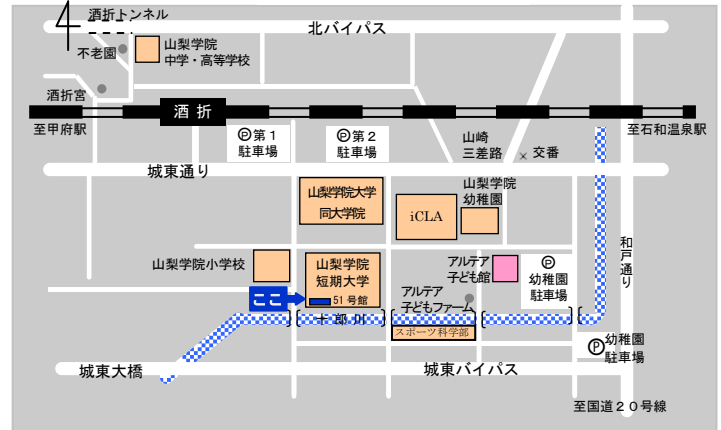 酒折トンネル
北バイパス
不老園
山梨学院
中学・高等学校
酒折宮
酒 折
至甲府駅
至石和温泉駅
Ⓟ第１
駐車場
Ⓟ第２
駐車場
山崎
三差路
×交番
城東通り
山梨学院大学
同大学院
iCLA
山梨学院
幼稚園
和戸通り
山梨学院小学校
山梨学院
短期大学
51号館
ここ
アルテア
子ども館
Ⓟ
幼稚園
駐車場
アルテア
子どもファーム
十郎川
スポーツ科学部
Ⓟ幼稚園
駐車場
城東大橋
城東バイパス
至国道２０号線